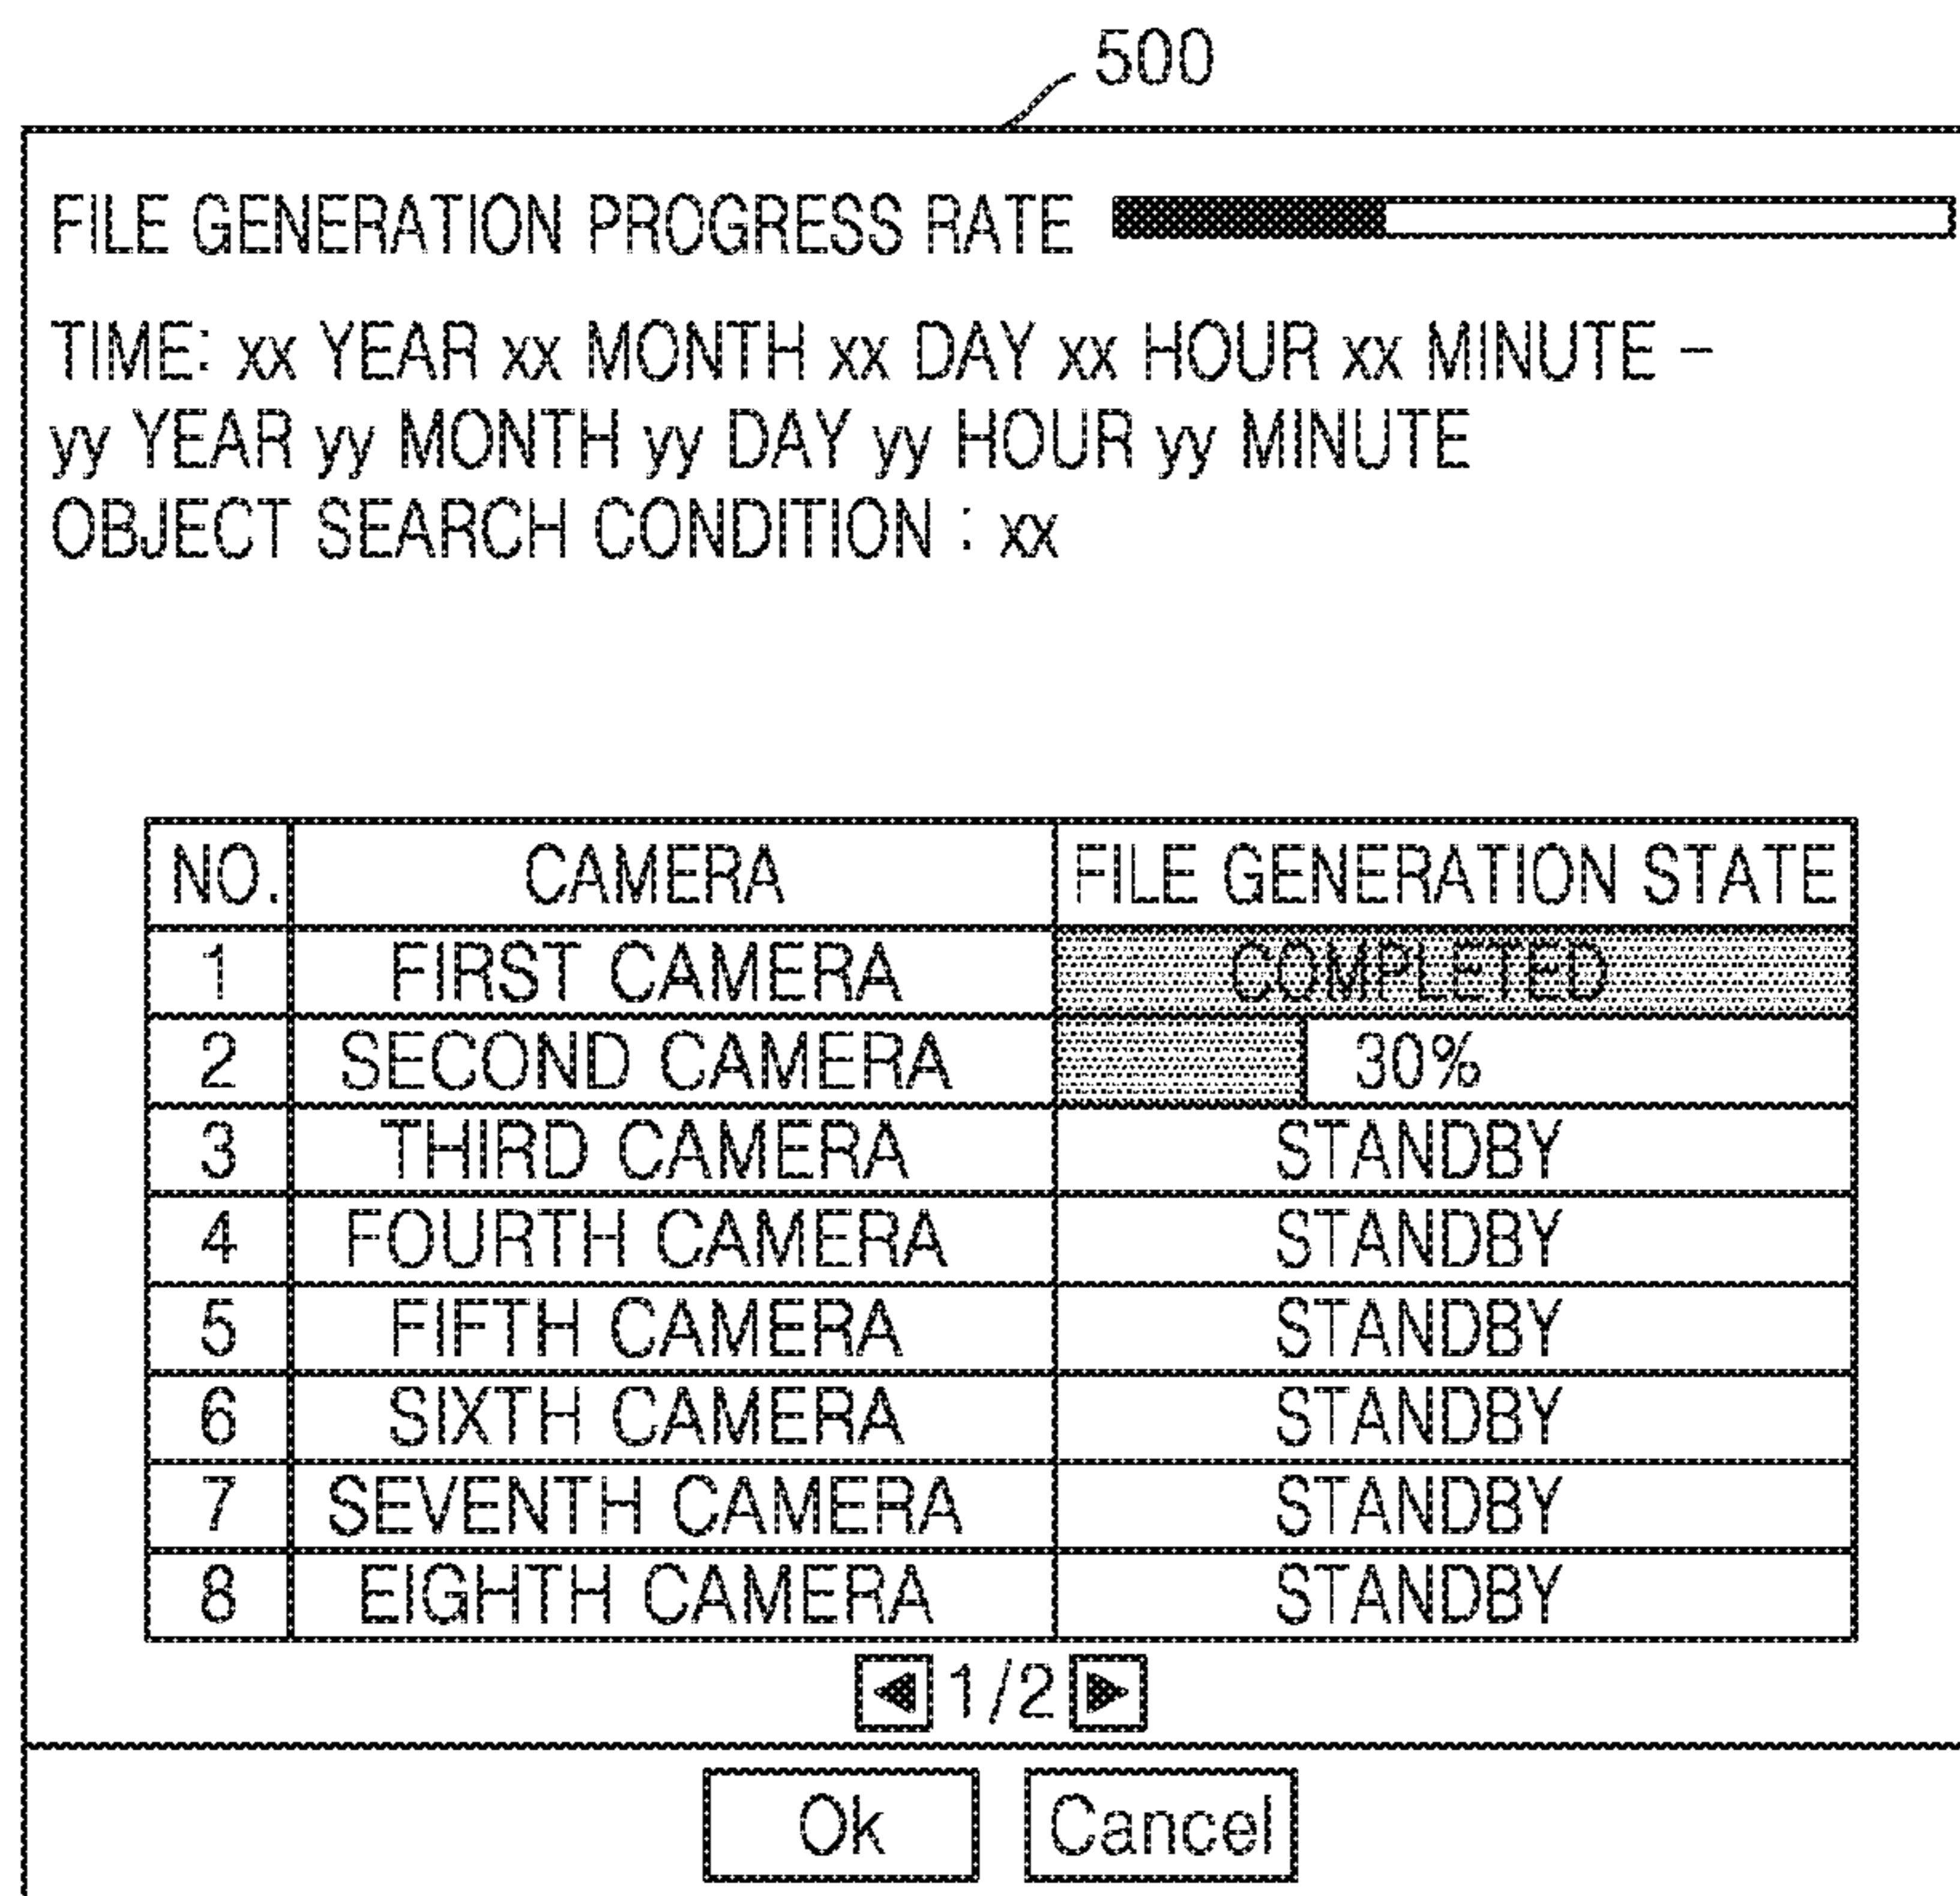 500
FILE GENERATION PROGRESS RATE
TIME: xx YEAR xx MONTH xx DAY xx HOUR xx MINUTE –
yy YEAR yy MONTH yy DAY yy HOUR yy MINUTE
OBJECT SEARCH CONDITION : xx
NO. CAMERA FILE GENERATION STATE
1 FIRST CAMERA COMPLETED
2 SECOND CAMERA 30%
3 THIRD CAMERA STANDBY
4 FOURTH CAMERA STANDBY
5 FIFTH CAMERA STANDBY
6 SIXTH CAMERA STANDBY
7 SEVENTH CAMERA STANDBY
8 EIGHTH CAMERA STANDBY
1/2
Ok Cancel